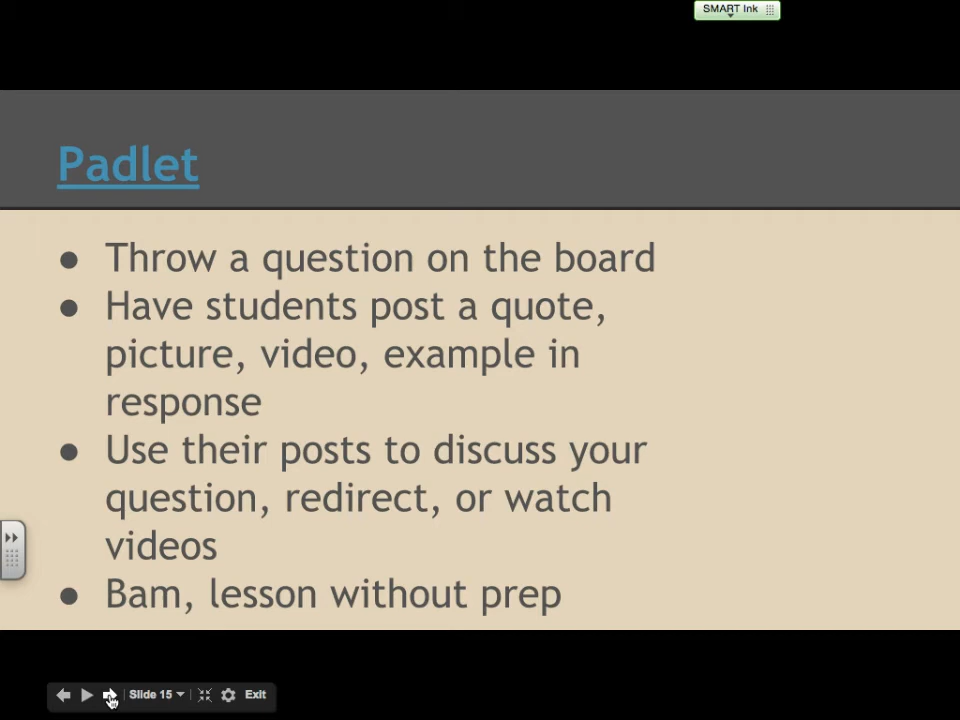 SMART Ink
Padlet
● Throw a question on the board
● Have students post a quote,
picture, video, example in
response
● Use their posts to discuss your
question, redirect, or watch
videos
● Bam, lesson without prep
Slide 15
Exit